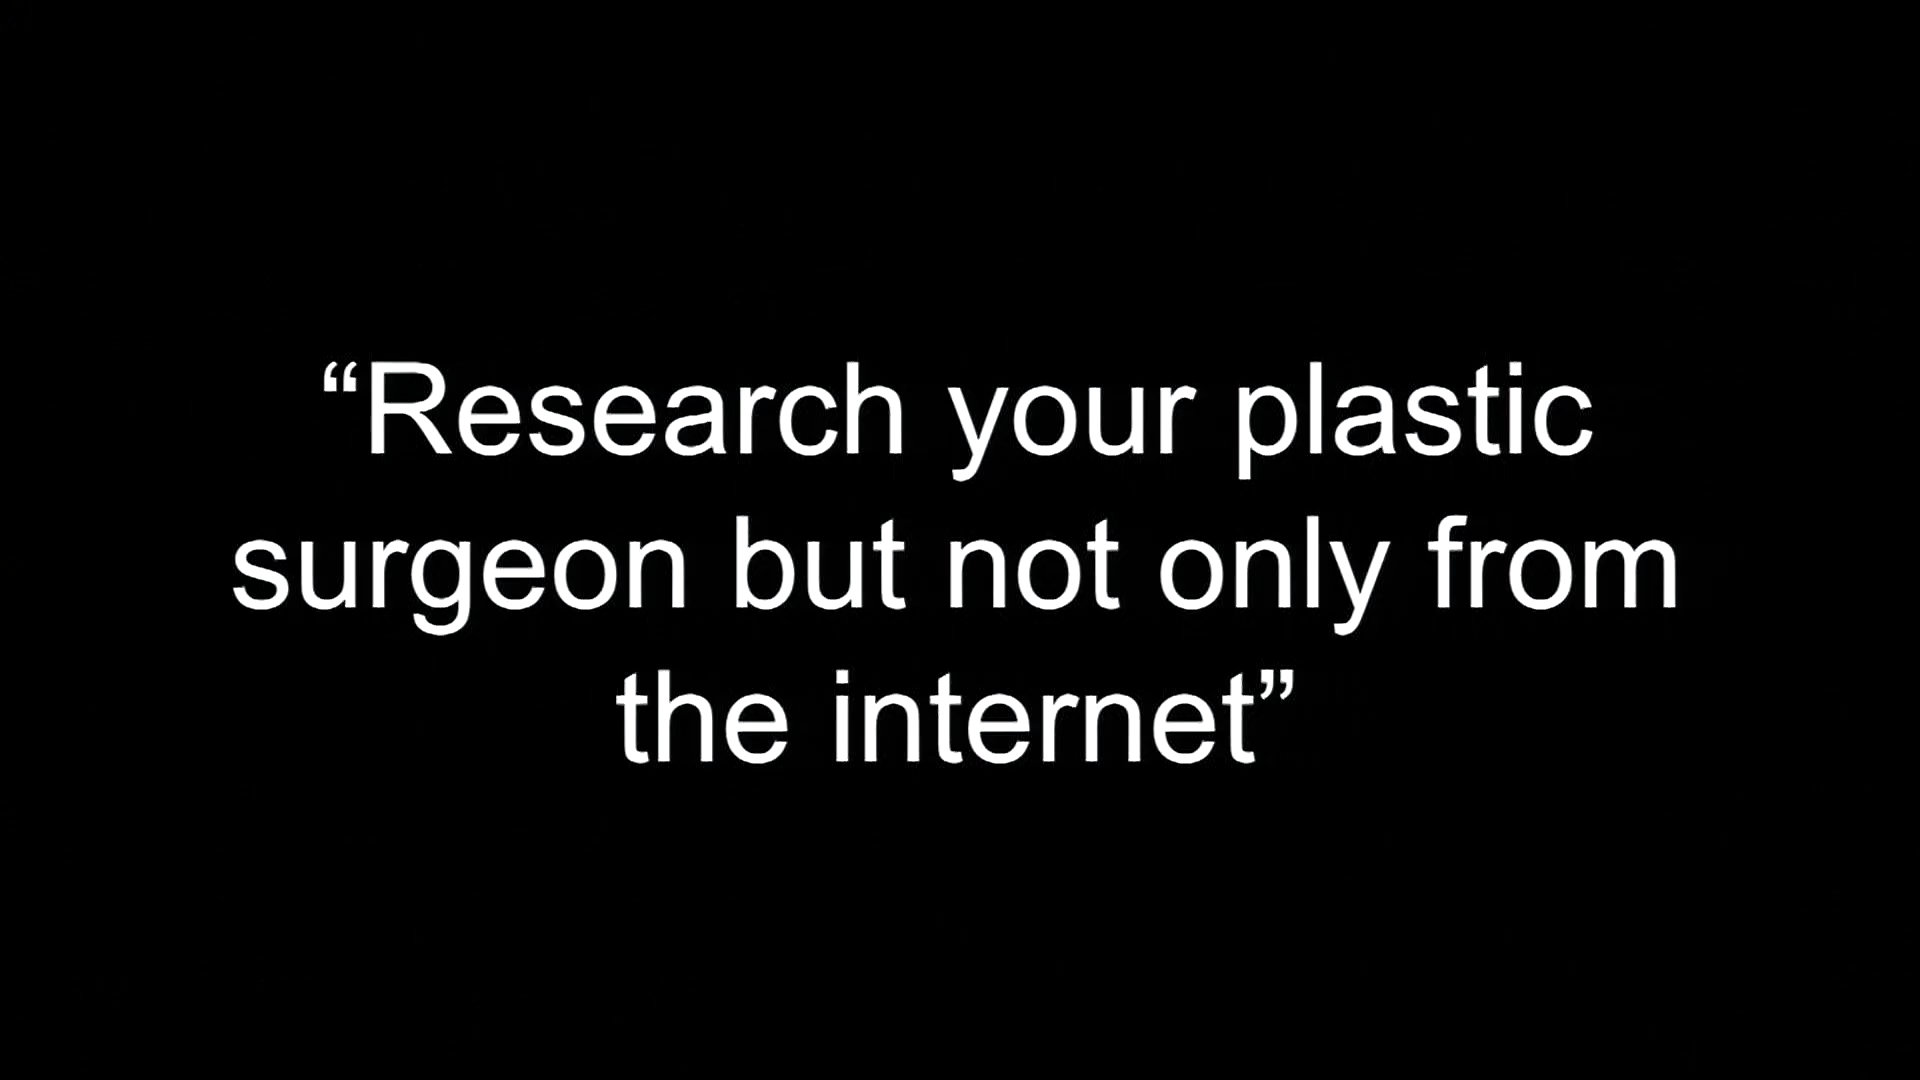 “Research your plastic
surgeon but not only from
the internet”